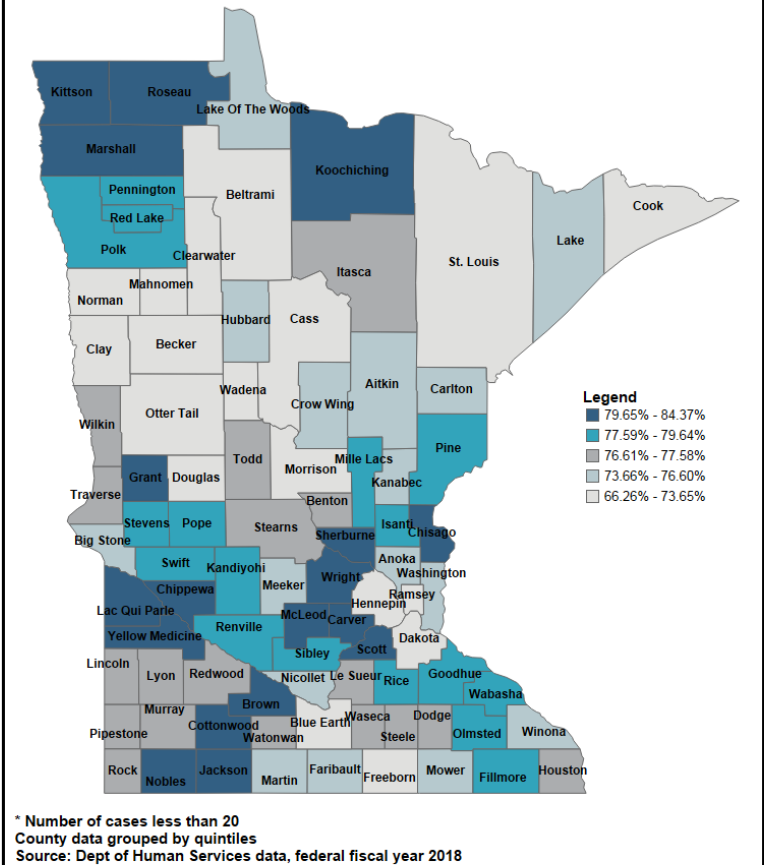 Kittson
Roseau
Lake Of The Woods
Marshall
Koochiching
Pennington
Beltrami
Cook
Red Lake
Lake
Polk
Clearwater
St. Louis
Itasca
Mahnomen
Norman
Hubbard
Cass
Clay
Becker
Aitkin
Carlton
Wadena
Crow Wing
Otter Tail
Wilkin
Legend
79.65% - 84.37%
77.59% - 79.64%
76.61% - 77.58%
73.66% - 76.60%
66.26% - 73.65%
Pine
Todd
Mille Lacs
Morrison
Grant
Douglas
Kanabec
Traverse
Benton
Stevens
Pope
Stearns
Isanti
Chisago
Sherburne
Big Stone
Anoka
Swift
Kandiyohi
Washington
Wright
Meeker
Chippewa
Ramsey
Hennepin
Lac Qui Parle
McLeod
Carver
Renville
Yellow Medicine
Dakota
Scott
Sibley
Lincoln
Lyon
Redwood
Nicollet
Le Sueur
Rice
Goodhue
Wabasha
Brown
Murray
Blue Earth
Waseca
Dodge
Pipestone
Cottonwood
Watonwan
Steele
Olmsted
Winona
Rock
Nobles
Jackson
Martin
Faribault
Freeborn
Mower
Fillmore
Houston
* Number of cases less than 20
County data grouped by quintiles
Source: Dept of Human Services data, federal fiscal year 2018